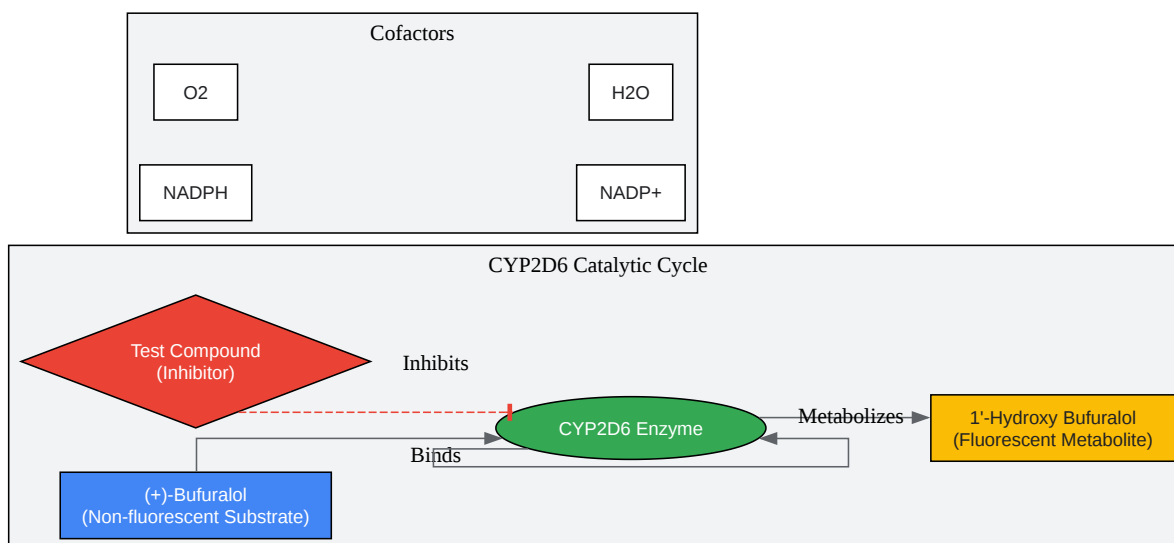 Cofactors
O2
H2O
NADPH
NADP+
CYP2D6 Catalytic Cycle
Test Compound
(Inhibitor)
Inhibits
Metabolizes
1'-Hydroxy Bufuralol
(Fluorescent Metabolite)
CYP2D6 Enzyme
Binds
(+)-Bufuralol
(Non-fluorescent Substrate)